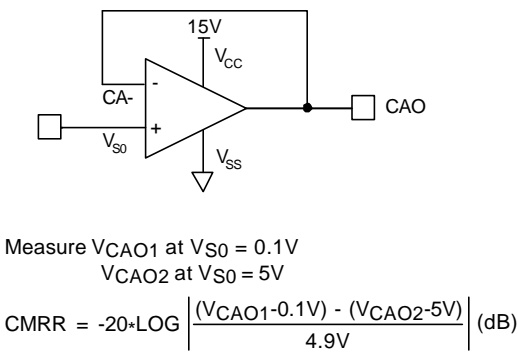 15V
VCC
-
CA-
CAO
+
VS0
VSS
Measure VCAO1 at VS0 = 0.1V
VCAO2 at VS0 = 5V
CMRR = -20*LOG |(VCAO1-0.1V) - (VCAO2-5V)| (dB)
4.9V